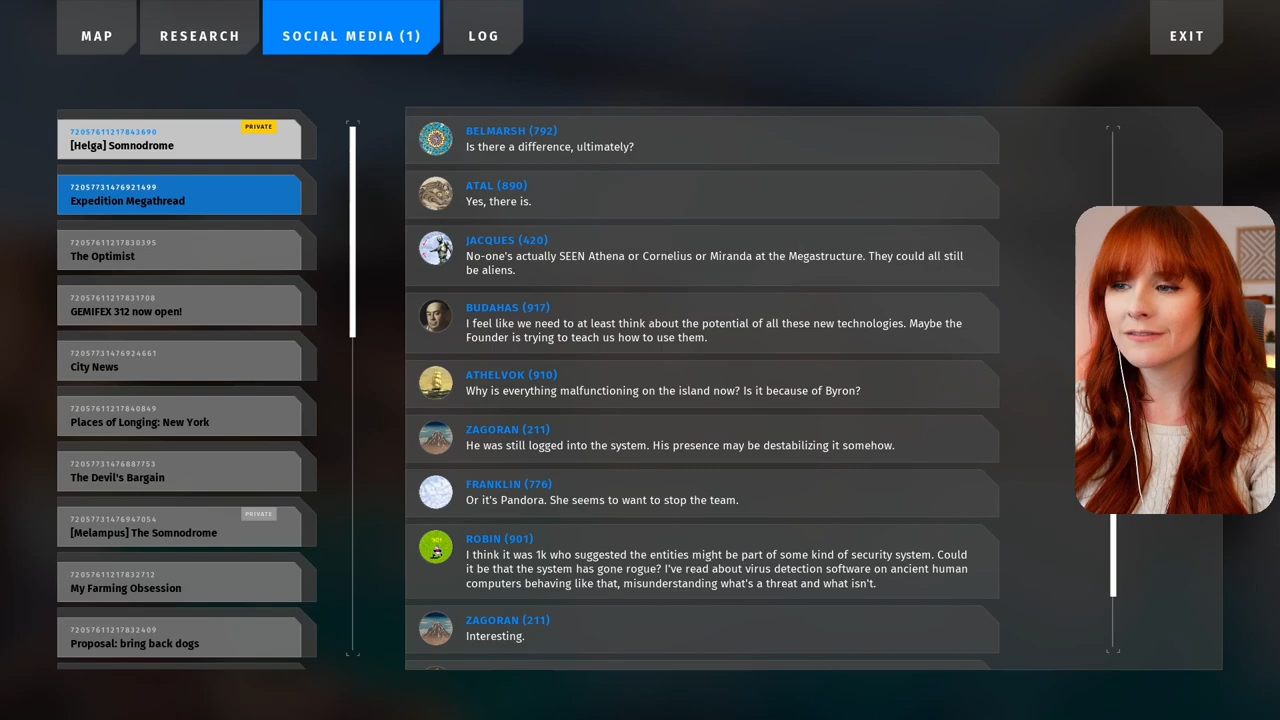 MAP
RESEARCH
SOCIAL MEDIA (1)
LOG
EXIT
72057611217843690
PRIVATE
[Helga] Somnodrome
72057731476921499
Expedition Megathread
72057611217830395
The Optimist
72057611217831708
GEMIFEX 312 now open!
72057731476924661
City News
72057611217840849
Places of Longing: New York
72057731476887753
The Devil's Bargain
72057731476947054
PRIVATE
[Melampus] The Somnodrome
72057611217832712
My Farming Obsession
72057611217832409
Proposal: bring back dogs
BELMARSH (792)
Is there a difference, ultimately?
ATAL (890)
Yes, there is.
JACQUES (420)
No-one's actually SEEN Athena or Cornelius or Miranda at the Megastructure. They could all still
be aliens.
BUDAHAS (917)
I feel like we need to at least think about the potential of all these new technologies. Maybe the
Founder is trying to teach us how to use them.
ATHELVOK (910)
Why is everything malfunctioning on the island now? Is it because of Byron?
ZAGORAN (211)
He was still logged into the system. His presence may be destabilizing it somehow.
FRANKLIN (776)
Or it's Pandora. She seems to want to stop the team.
901
ROBIN (901)
I think it was 1k who suggested the entities might be part of some kind of security system. Could
it be that the system has gone rogue? I've read about virus detection software on ancient human
computers behaving like that, misunderstanding what's a threat and what isn't.
ZAGORAN (211)
Interesting.